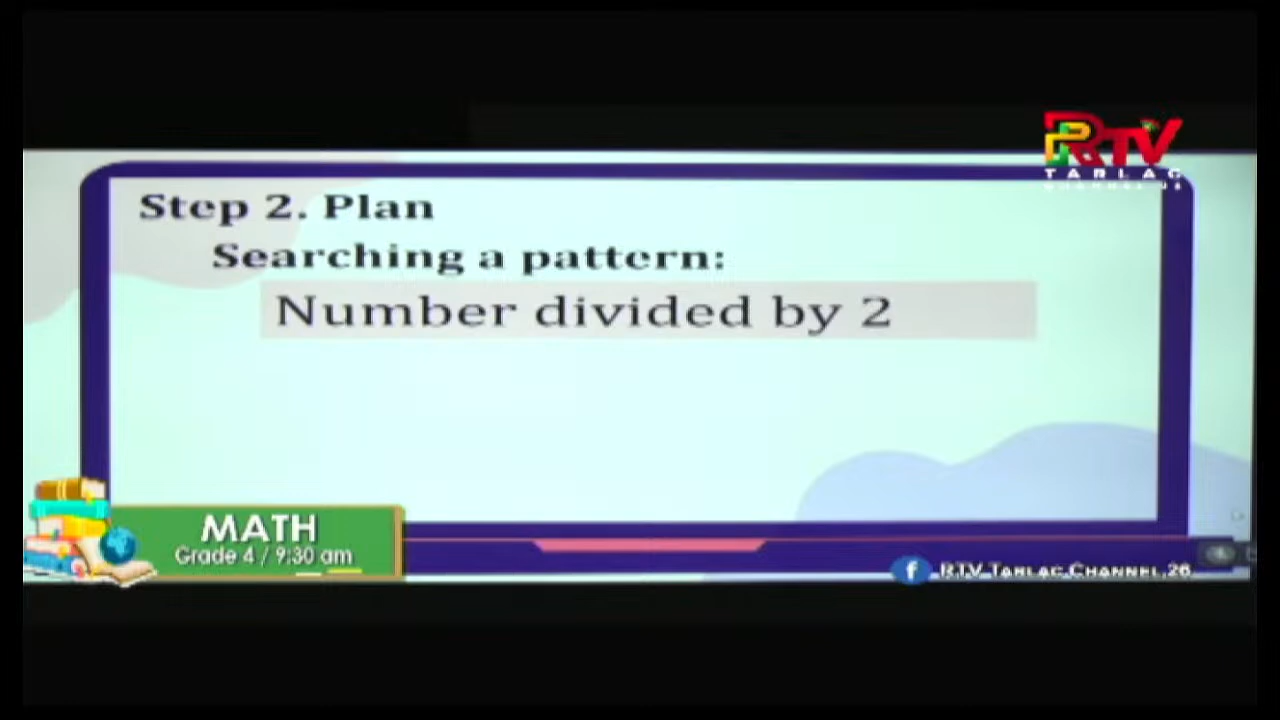 RTV
TARLAC
Step 2. Plan
Searching a pattern:
Number divided by 2
MATH
Grade 4 / 9:30 am
f RTV TARLAC CHANNEL 26